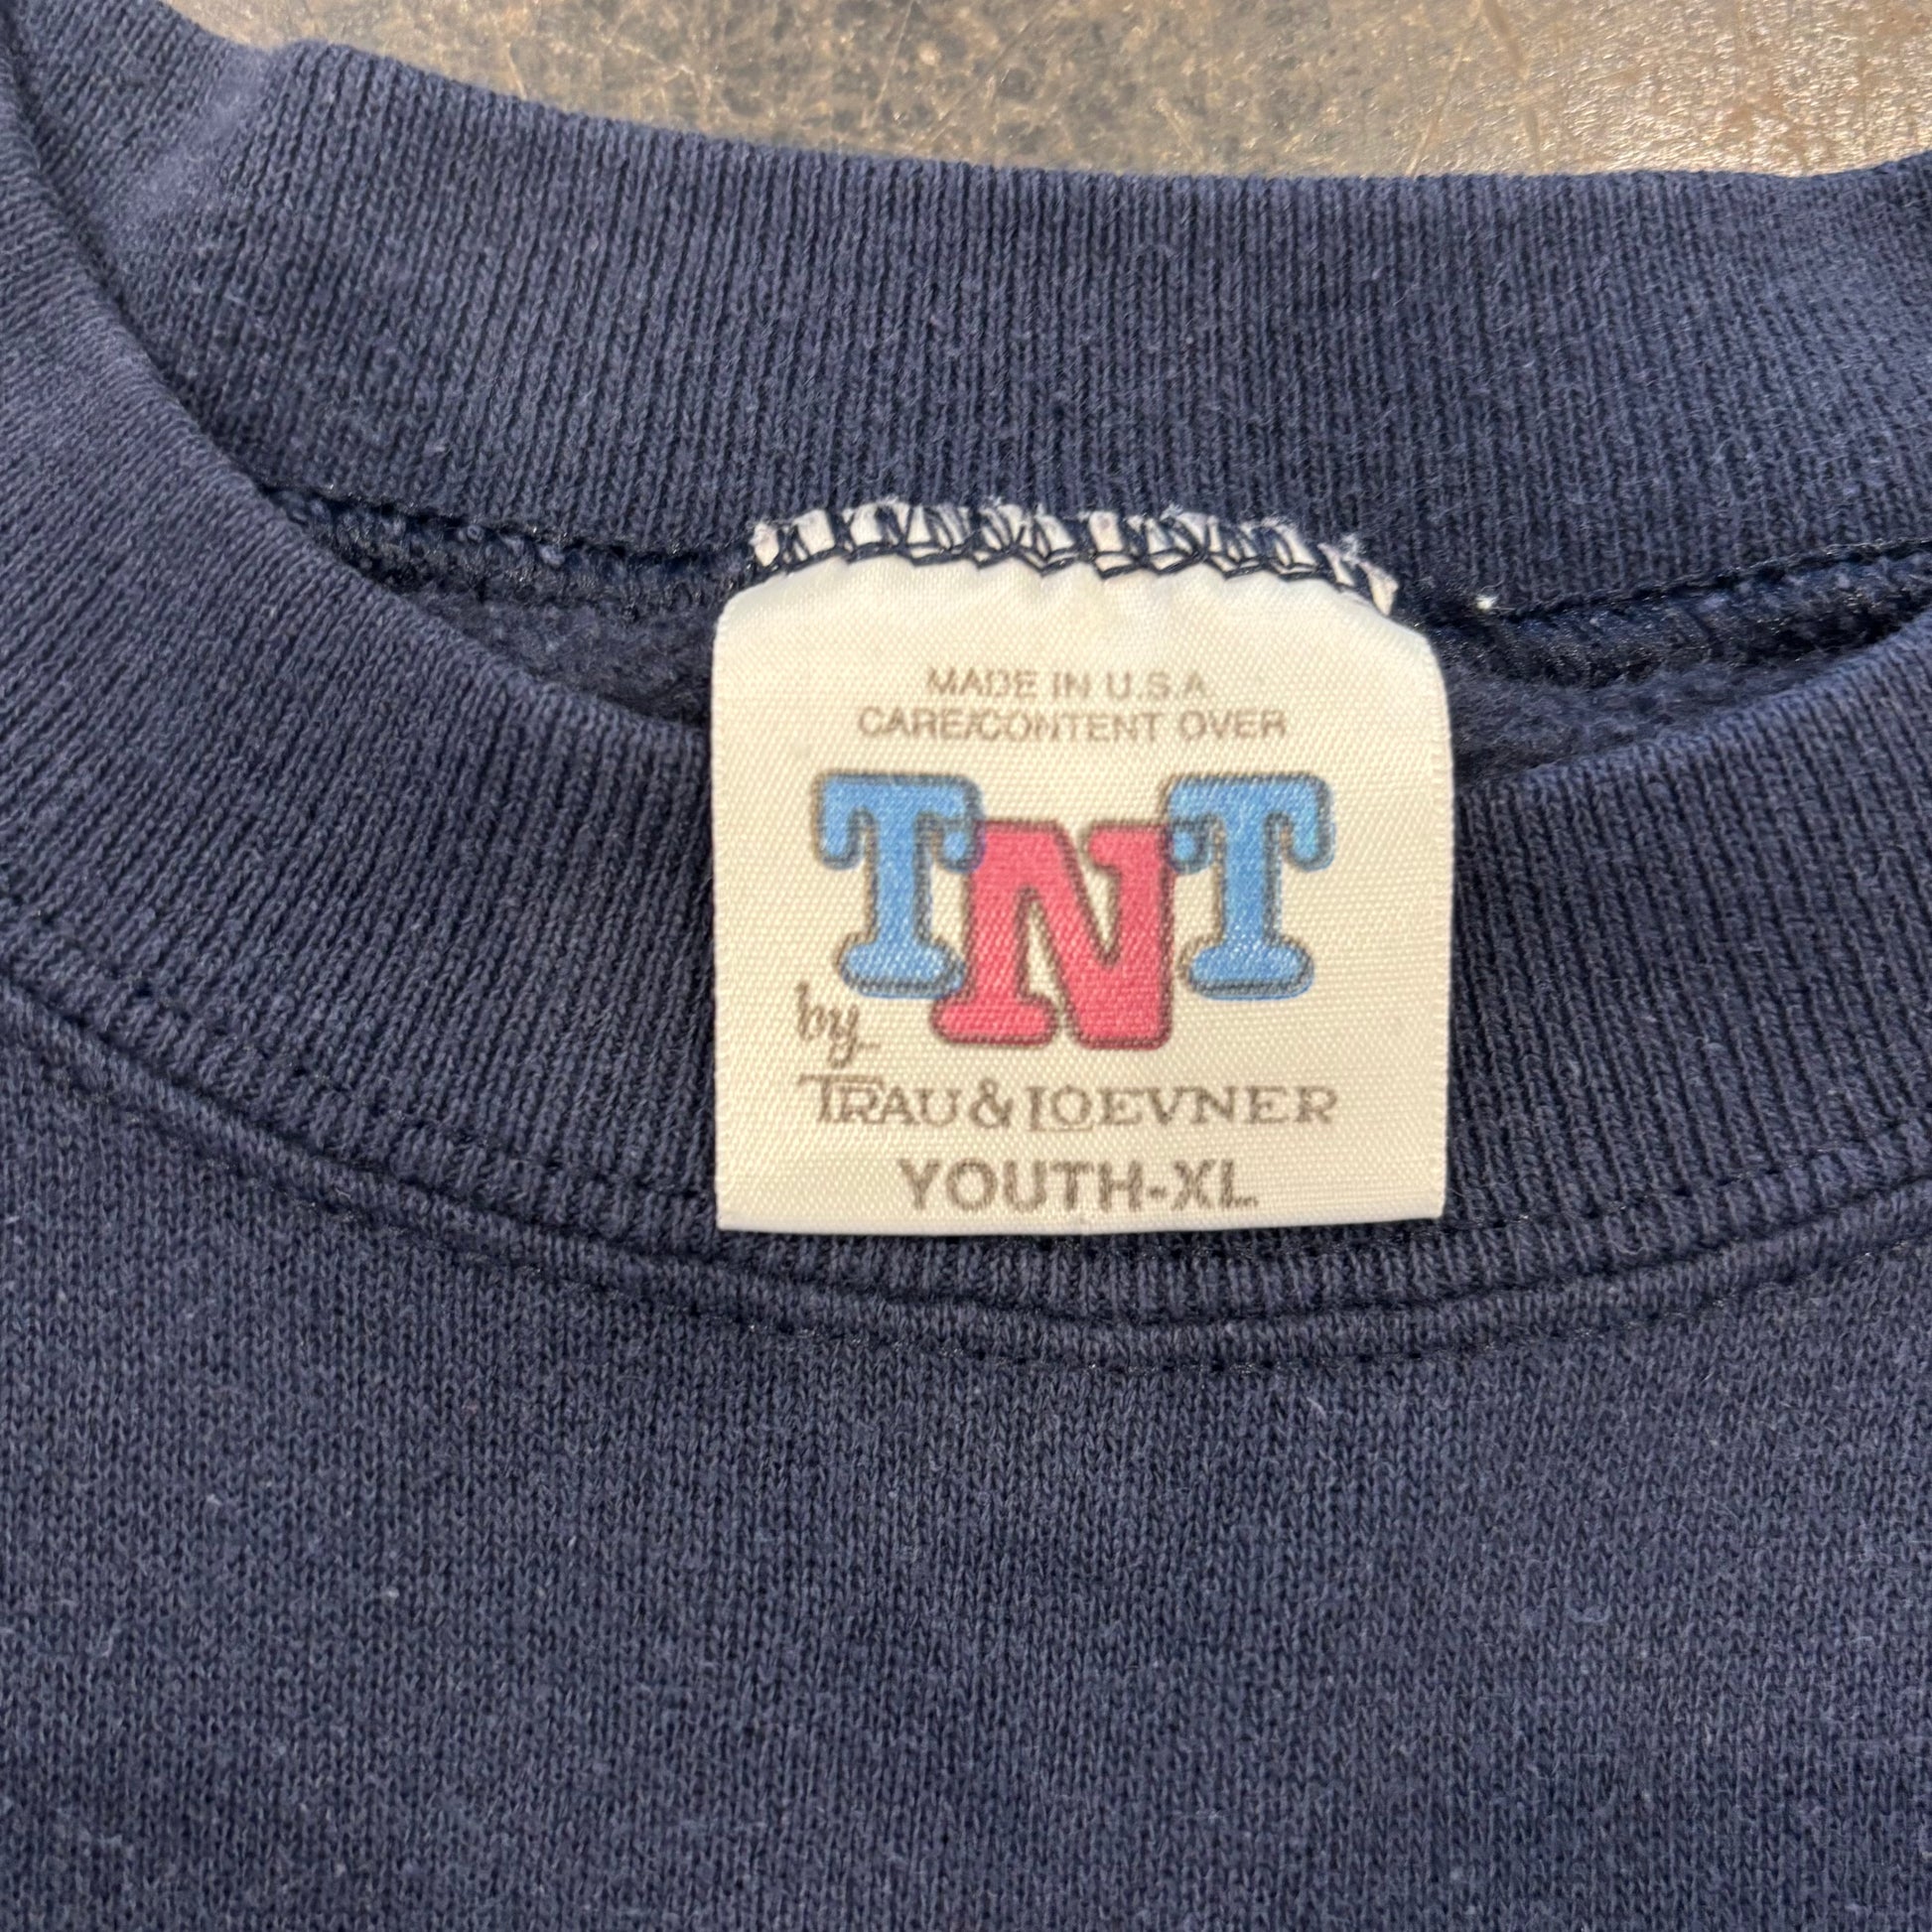 MADE IN U.S.A
CARE/CONTENT OVER
TNT
by
TRAU & LOEVNER
YOUTH-XL